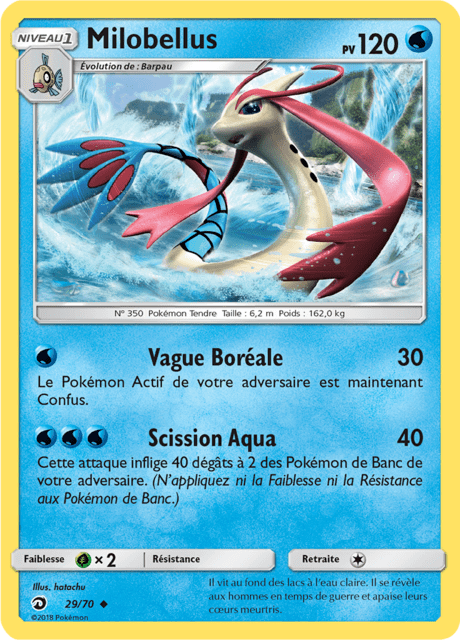 NIVEAU 1
Milobellus
PV 120
Évolution de : Barpau
N° 350 Pokémon Tendre Taille : 6,2 m Poids : 162,0 kg
Vague Boréale 30
Le Pokémon Actif de votre adversaire est maintenant
Confus.
Scission Aqua 40
Cette attaque inflige 40 dégâts à 2 des Pokémon de Banc de
votre adversaire. (N'appliquez ni la Faiblesse ni la Résistance
aux Pokémon de Banc.)
Faiblesse × 2 Résistance Retraite
Illus. hatachu
29/70
©2018 Pokémon
Il vit au fond des lacs à l'eau claire. Il se révèle
aux hommes en temps de guerre et apaise leurs
cœurs meurtris.